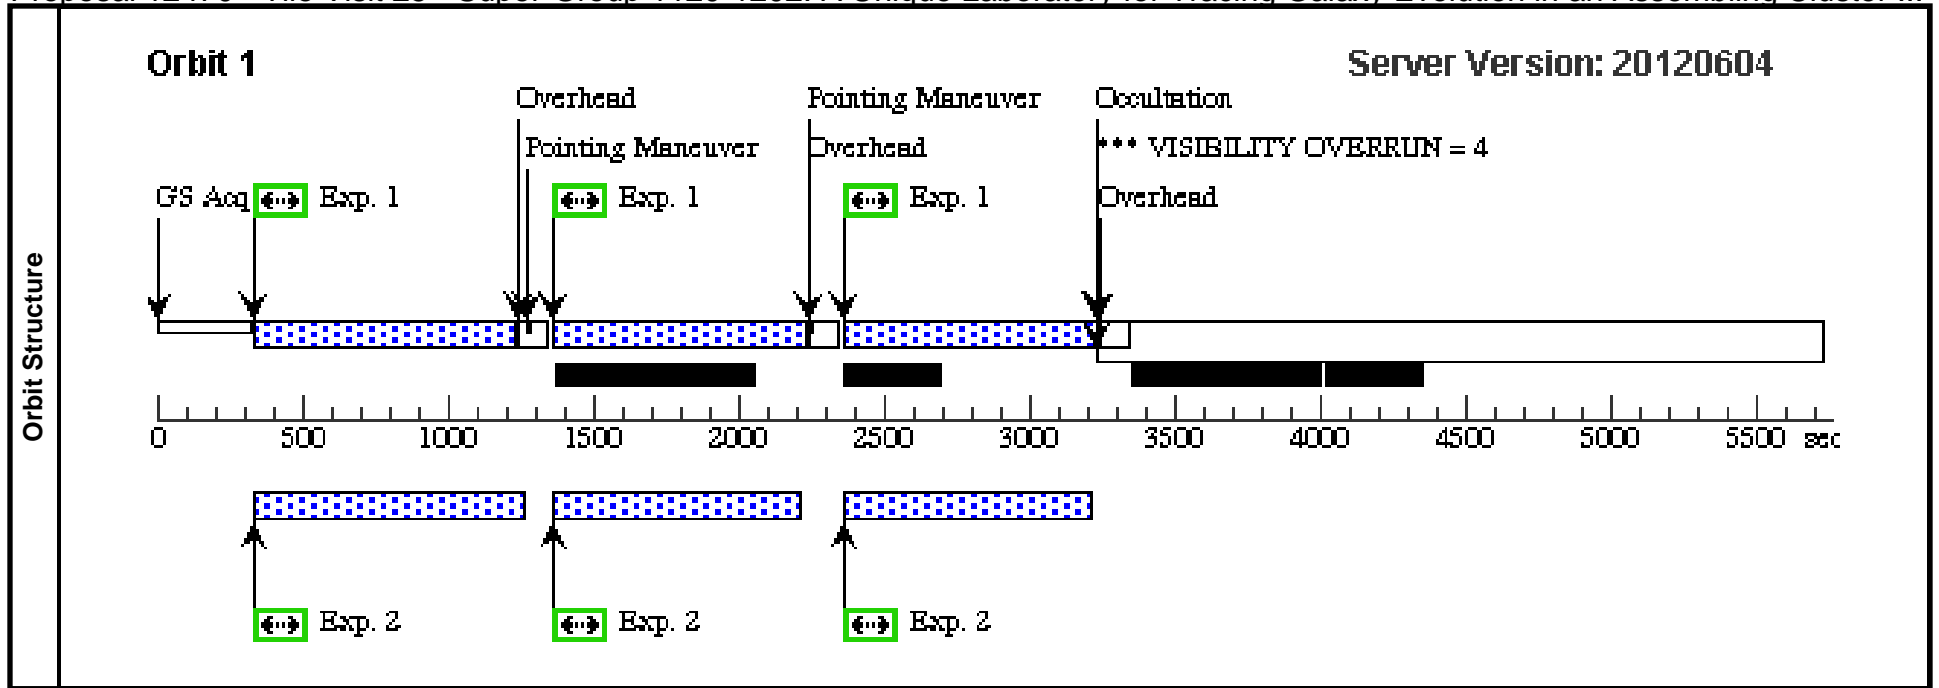 Orbit Structure
Orbit 1
Server Version: 20120604
Overhead
Pointing Maneuver
Occultation
Pointing Maneuver
Overhead
*** VISIBILITY OVERRUN = 4
GS Acq
Exp. 1
Exp. 1
Exp. 1
Overhead
0 500 1000 1500 2000 2500 3000 3500 4000 4500 5000 5500 sec
Exp. 2
Exp. 2
Exp. 2